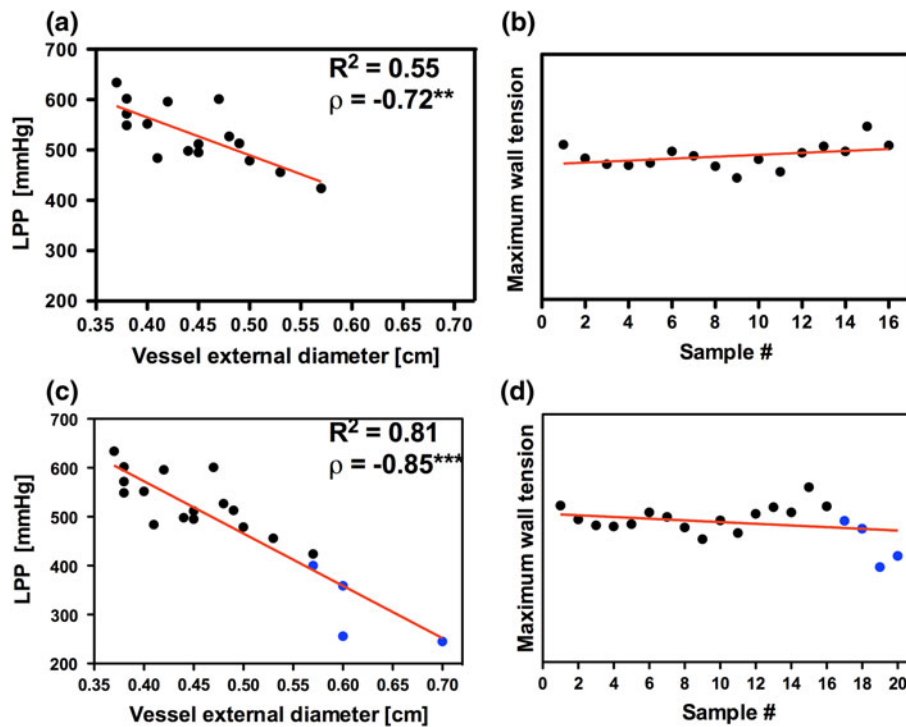 (a)
R² = 0.55
ρ = -0.72**
LPP [mmHg]
700
600
500
400
300
200
0.35 0.40 0.45 0.50 0.55 0.60 0.65 0.70
Vessel external diameter [cm]
(b)
Maximum wall tension
0 2 4 6 8 10 12 14 16
Sample #
(c)
R² = 0.81
ρ = -0.85***
LPP [mmHg]
700
600
500
400
300
200
0.35 0.40 0.45 0.50 0.55 0.60 0.65 0.70
Vessel external diameter [cm]
(d)
Maximum wall tension
0 2 4 6 8 10 12 14 16 18 20
Sample #